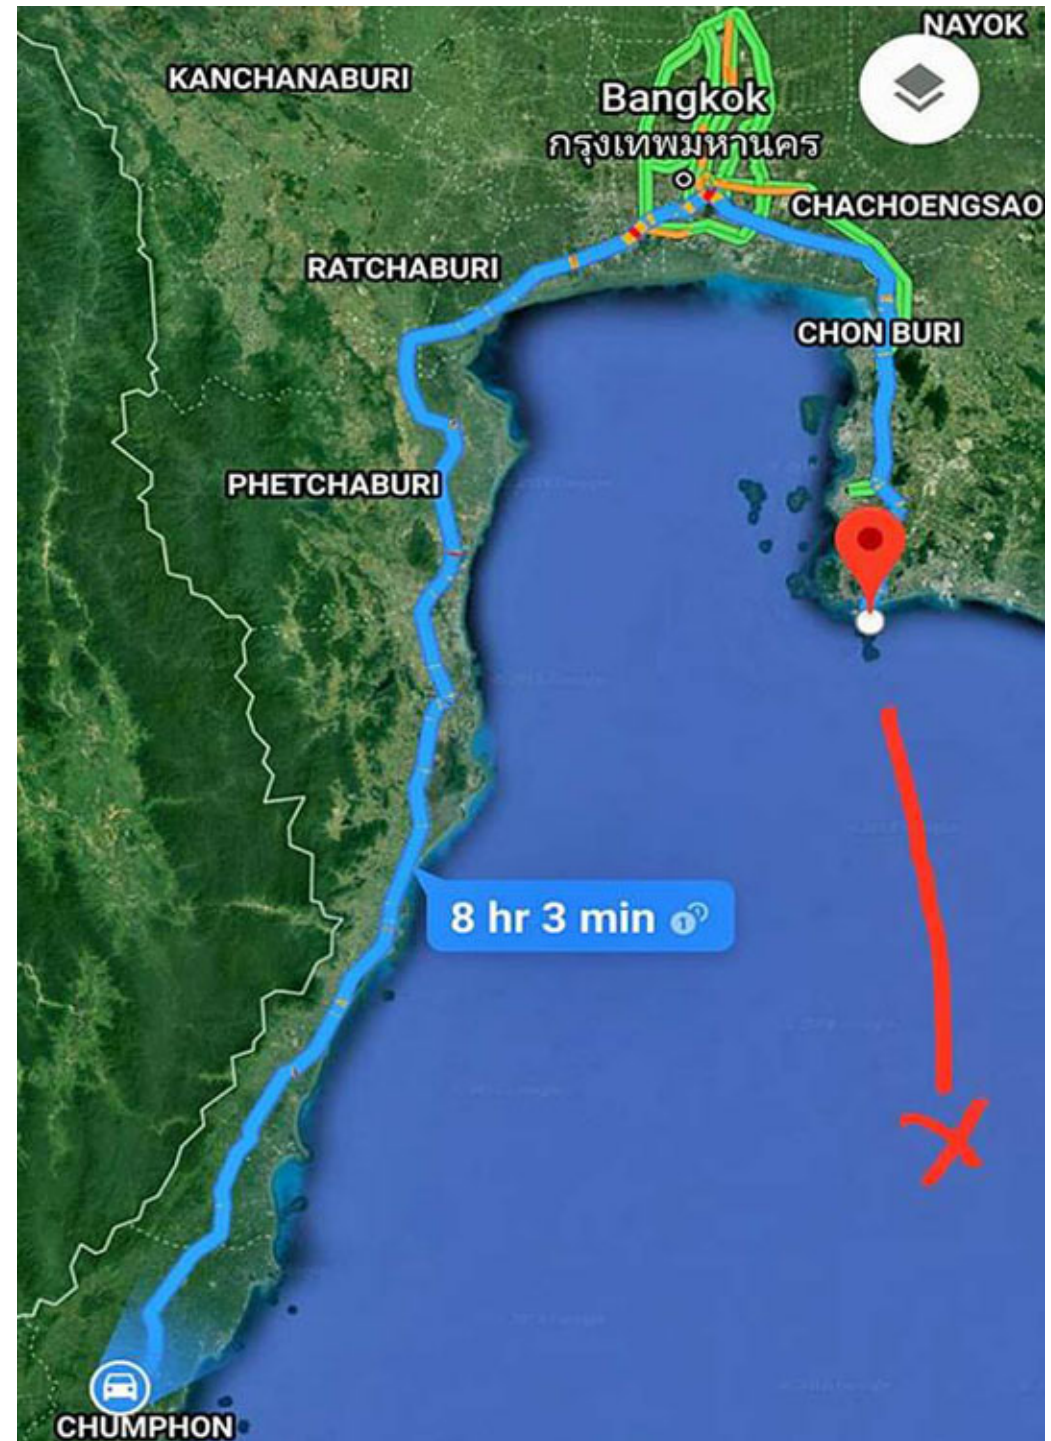 NAYOK
KANCHANABURI
Bangkok
กรุงเทพมหานคร
CHACHOENGSAO
RATCHABURI
CHON BURI
PHETCHABURI
8 hr 3 min
CHUMPHON